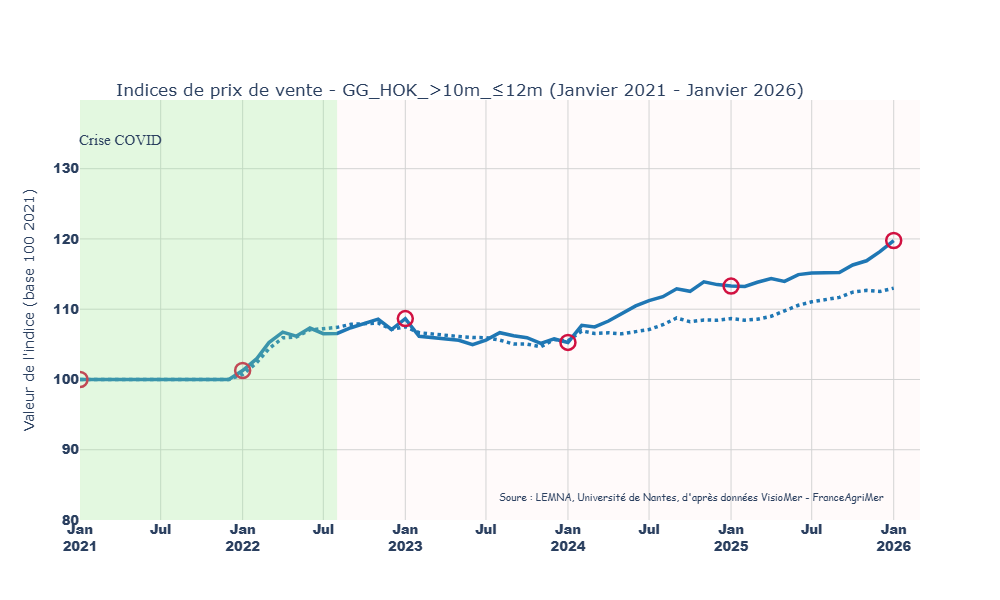 Indices de prix de vente - GG_HOK_>10m_≤12m (Janvier 2021 - Janvier 2026)
Crise COVID
Valeur de l'indice (base 100 2021)
130
120
110
100
90
80
Soure : LEMNA, Université de Nantes, d'après données VisioMer - FranceAgriMer
Jan Jul Jan Jul Jan Jul Jan Jul Jan Jul Jan
2021 2022 2023 2024 2025 2026